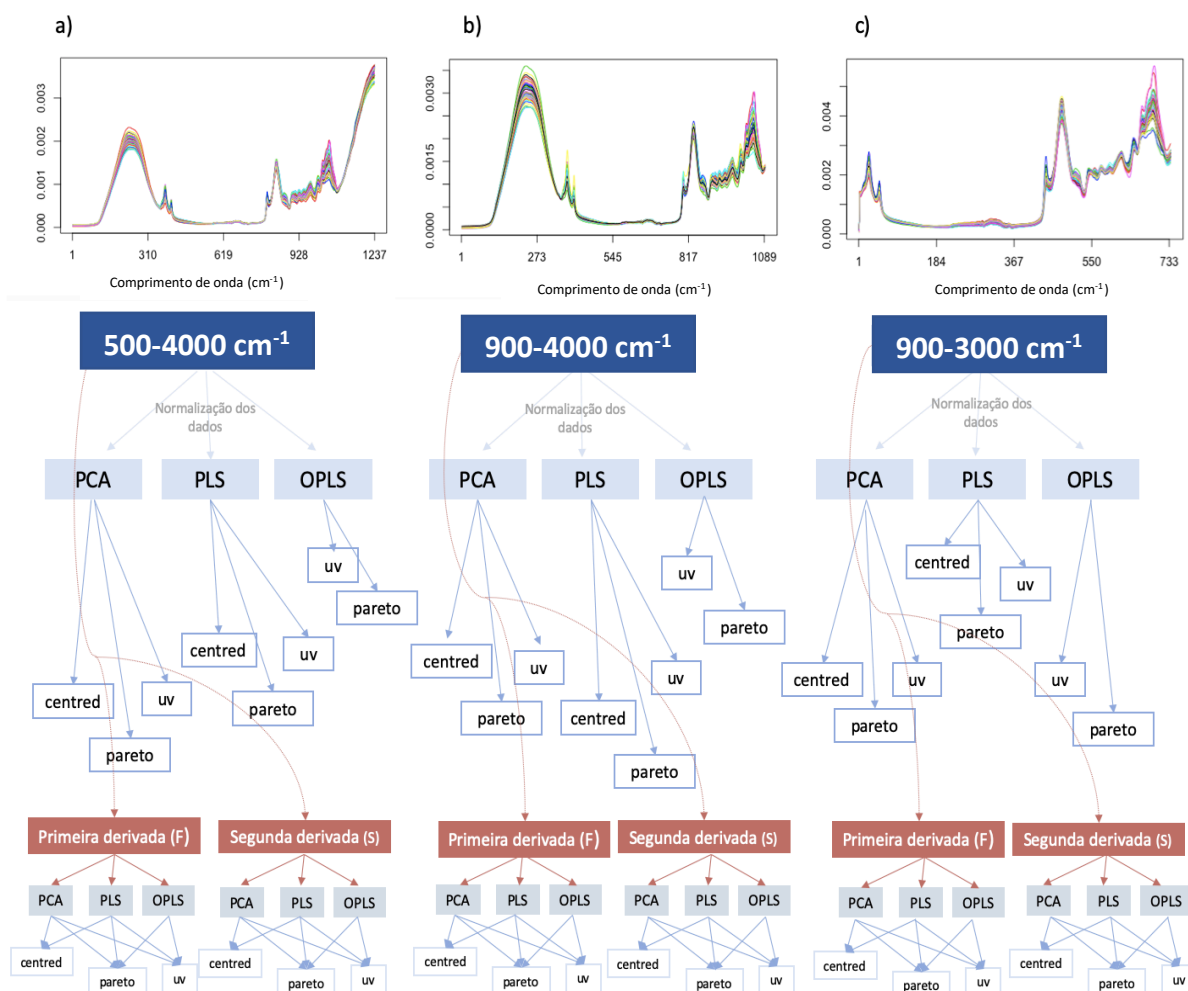 a)
b)
c)
0.003
0.002
0.001
0.000
1
310
619
928
1237
Comprimento de onda (cm-1)
0.0030
0.0015
0.0000
1
273
545
817
1089
Comprimento de onda (cm-1)
0.004
0.002
0.000
1
184
367
550
733
Comprimento de onda (cm-1)
500-4000 cm-1
Normalização dos
dados
PCA
PLS
OPLS
uv
pareto
centred
uv
centred
uv
pareto
pareto
Primeira derivada (F)
Segunda derivada (S)
PCA
PLS
OPLS
PCA
PLS
OPLS
centred
pareto
uv
centred
pareto
uv
900-4000 cm-1
Normalização dos
dados
PCA
PLS
OPLS
uv
pareto
centred
uv
uv
pareto
centred
pareto
Primeira derivada (F)
Segunda derivada (S)
PCA
PLS
OPLS
PCA
PLS
OPLS
centred
pareto
uv
centred
pareto
uv
900-3000 cm-1
Normalização dos
dados
PCA
PLS
OPLS
centred
uv
pareto
centred
uv
uv
pareto
pareto
Primeira derivada (F)
Segunda derivada (S)
PCA
PLS
OPLS
PCA
PLS
OPLS
centred
pareto
uv
centred
pareto
uv